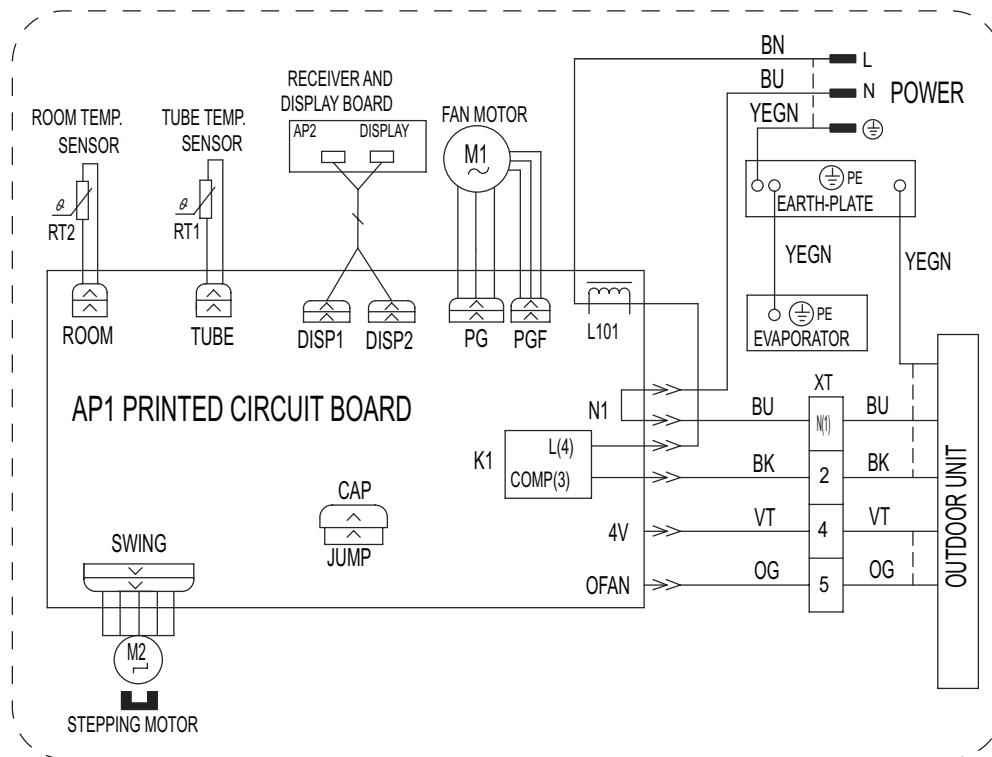 BN
L
BU
N
POWER
YEGN
RECEIVER AND
DISPLAY BOARD
AP2 DISPLAY
ROOM TEMP.
SENSOR
TUBE TEMP.
SENSOR
FAN MOTOR
M1
~
θ
RT2
θ
RT1
PE
EARTH-PLATE
YEGN
YEGN
PE
EVAPORATOR
ROOM
TUBE
DISP1
DISP2
PG
PGF
L101
AP1 PRINTED CIRCUIT BOARD
N1
XT
BU
N(1)
BU
K1
L(4)
COMP(3)
BK
2
BK
CAP
JUMP
4V
VT
4
VT
OFAN
OG
5
OG
OUTDOOR UNIT
SWING
M2
STEPPING MOTOR